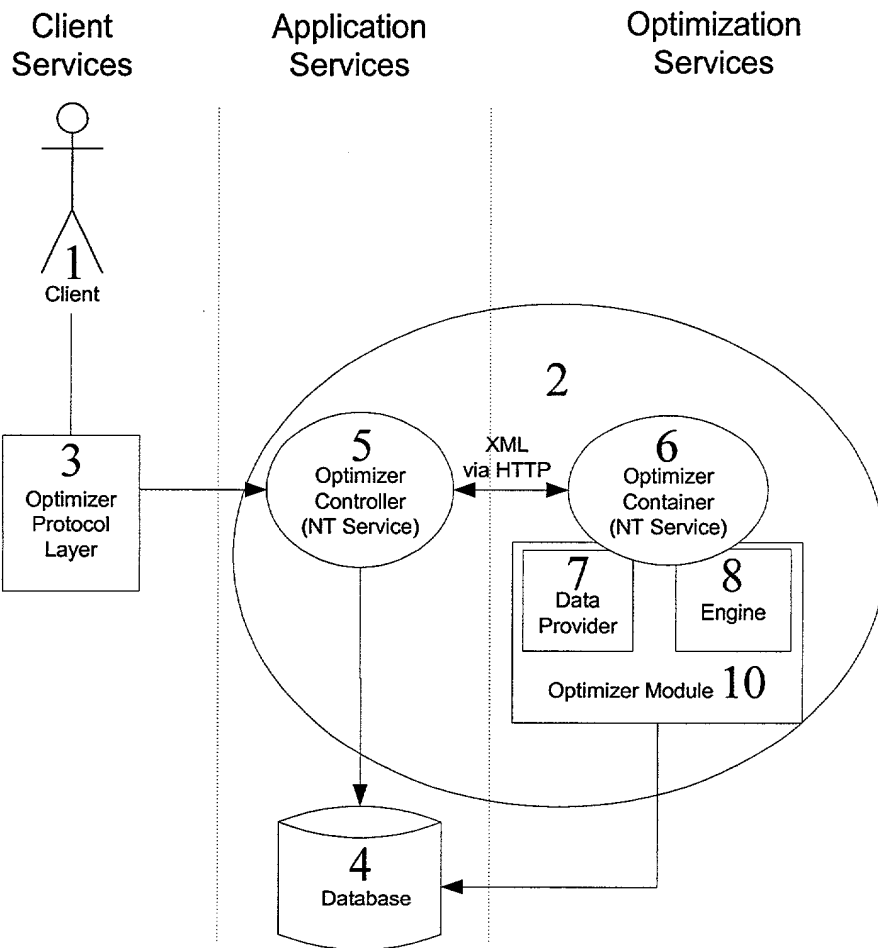 Client
Services
Application
Services
Optimization
Services
1
Client
2
3
Optimizer
Protocol
Layer
5
Optimizer
Controller
(NT Service)
XML
via HTTP
6
Optimizer
Container
(NT Service)
7
Data
Provider
8
Engine
Optimizer Module 10
4
Database